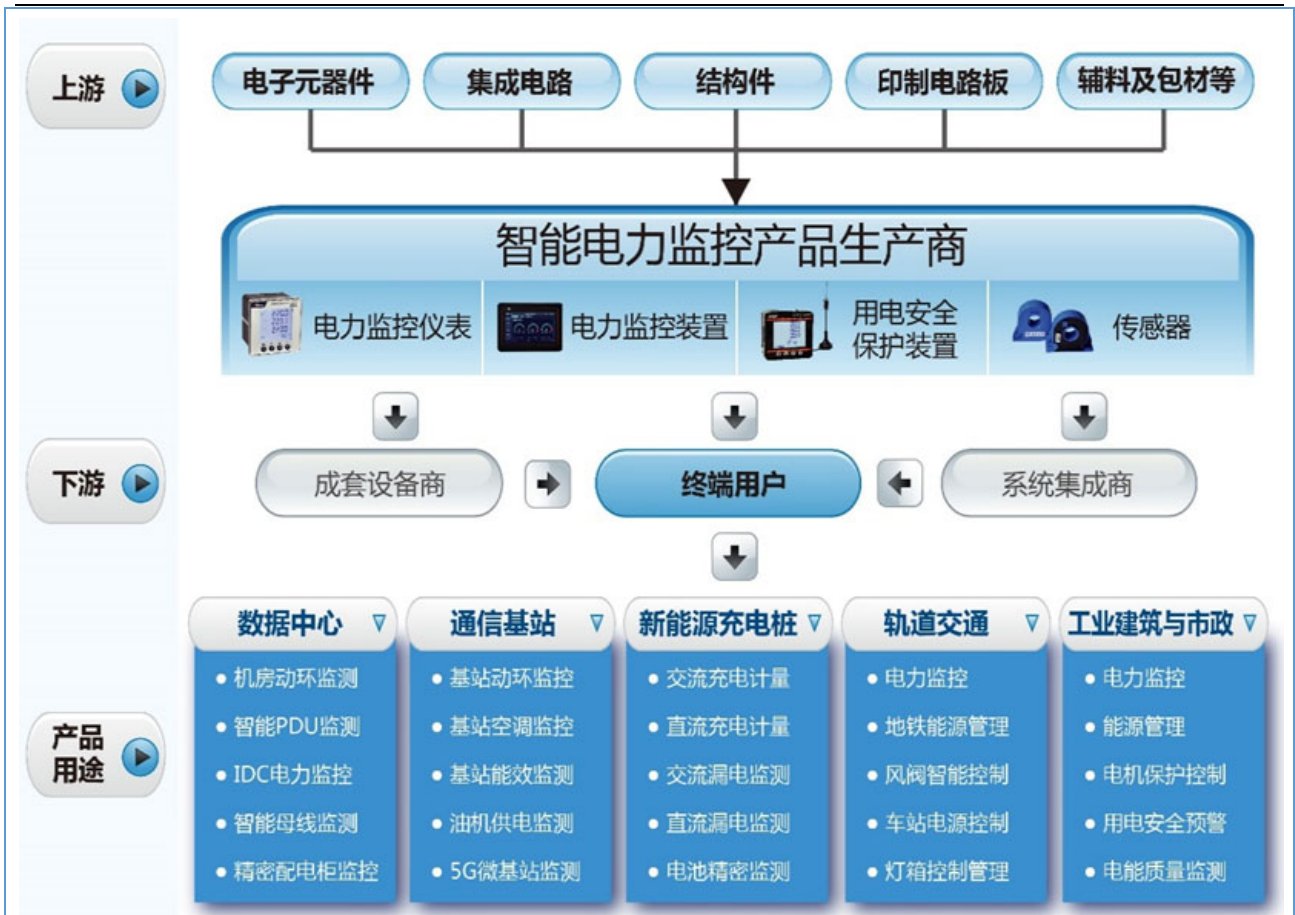 上游
电子元器件
集成电路
结构件
印制电路板
辅料及包材等
智能电力监控产品生产商
电力监控仪表
电力监控装置
用电安全
保护装置
传感器
下游
成套设备商
终端用户
系统集成商
产品
用途
数据中心
• 机房动环监测
• 智能PDU监测
• IDC电力监控
• 智能母线监测
• 精密配电柜监控
通信基站
• 基站动环监控
• 基站空调监控
• 基站能效监测
• 油机供电监测
• 5G微基站监测
新能源充电桩
• 交流充电计量
• 直流充电计量
• 交流漏电监测
• 直流漏电监测
• 电池精密监测
轨道交通
• 电力监控
• 地铁能源管理
• 风阀智能控制
• 车站电源控制
• 灯箱控制管理
工业建筑与市政
• 电力监控
• 能源管理
• 电机保护控制
• 用电安全预警
• 电能质量监测